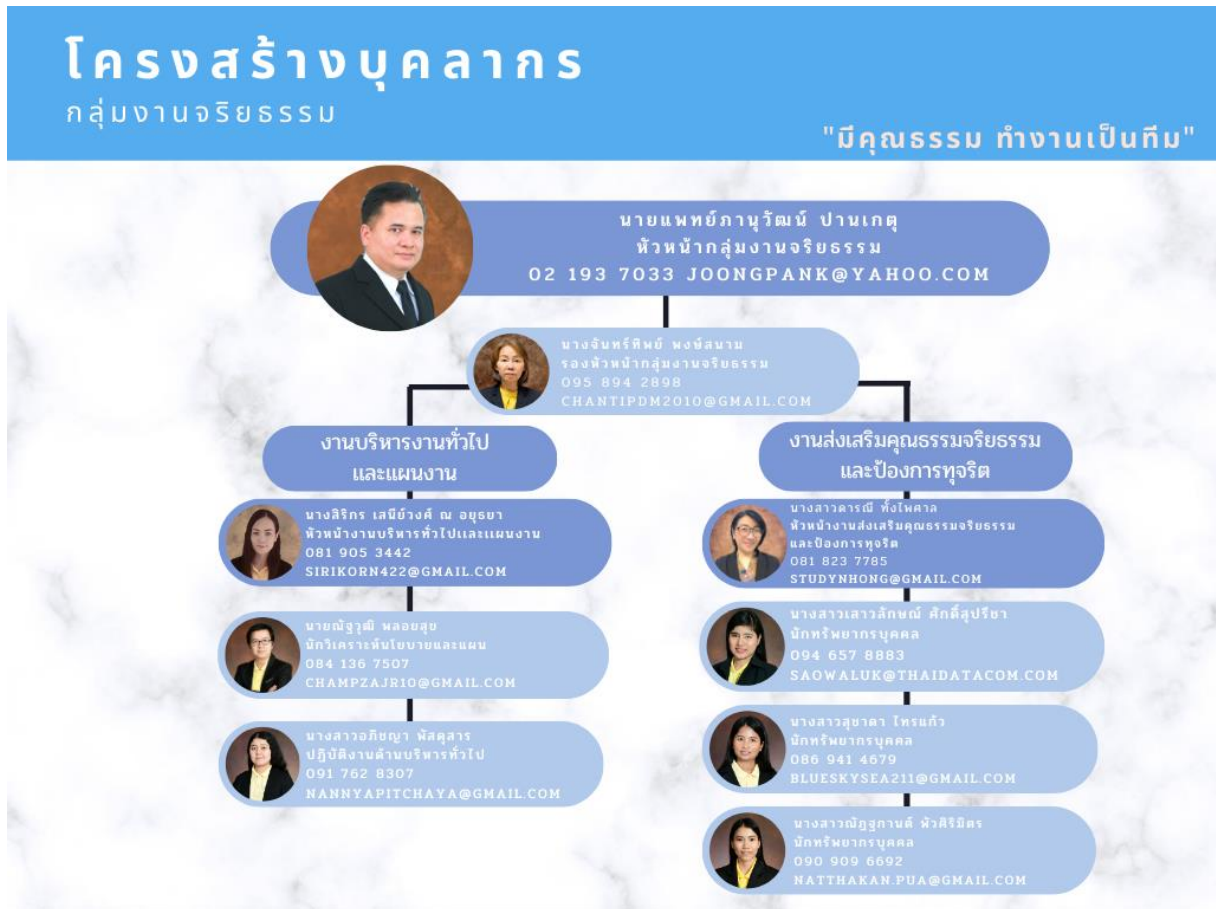 โครงสร้างบุคลากร
กลุ่มงานจริยธรรม
"มีคุณธรรม ทำงานเป็นทีม"
นายแพทย์ภานุวัฒน์ ปานเกตุ
หัวหน้ากลุ่มงานจริยธรรม
02 193 7033 JOONGPANK@YAHOO.COM
นางจันทร์ทิพย์ พงษ์สนาม
รองหัวหน้ากลุ่มงานจริยธรรม
095 894 2898
CHANTIPDM2010@GMAIL.COM
งานบริหารงานทั่วไป
และแผนงาน
นางสิริกร เสนีย์วงศ์ ณ อยุธยา
หัวหน้างานบริหารทั่วไปและแผนงาน
081 905 3442
SIRIKORN422@GMAIL.COM
นายณัฐวุฒิ พลอยสุข
นักวิเคราะห์นโยบายและแผน
084 136 7507
CHAMPZAJR10@GMAIL.COM
นางสาวอภิชญา พัสดุสาร
ปฏิบัติงานด้านบริหารทั่วไป
091 762 8307
NANNYAPITCHAYA@GMAIL.COM
งานส่งเสริมคุณธรรมจริยธรรม
และป้องการทุจริต
นางสาวดารณี ทั้งไพศาล
หัวหน้างานส่งเสริมคุณธรรมจริยธรรม
และป้องการทุจริต
081 823 7785
STUDYNHONG@GMAIL.COM
นางสาวเสาวลักษณ์ ศักดิ์สุปรีชา
นักทรัพยากรบุคคล
094 657 8883
SAOWALUK@THAIDATACOM.COM
นางสาวสุชาดา ไทรแก้ว
นักทรัพยากรบุคคล
086 941 4679
BLUESKYSEA211@GMAIL.COM
นางสาวณัฎฐกานต์ พัวศิริมิตร
นักทรัพยากรบุคคล
090 909 6692
NATTHAKAN.PUA@GMAIL.COM